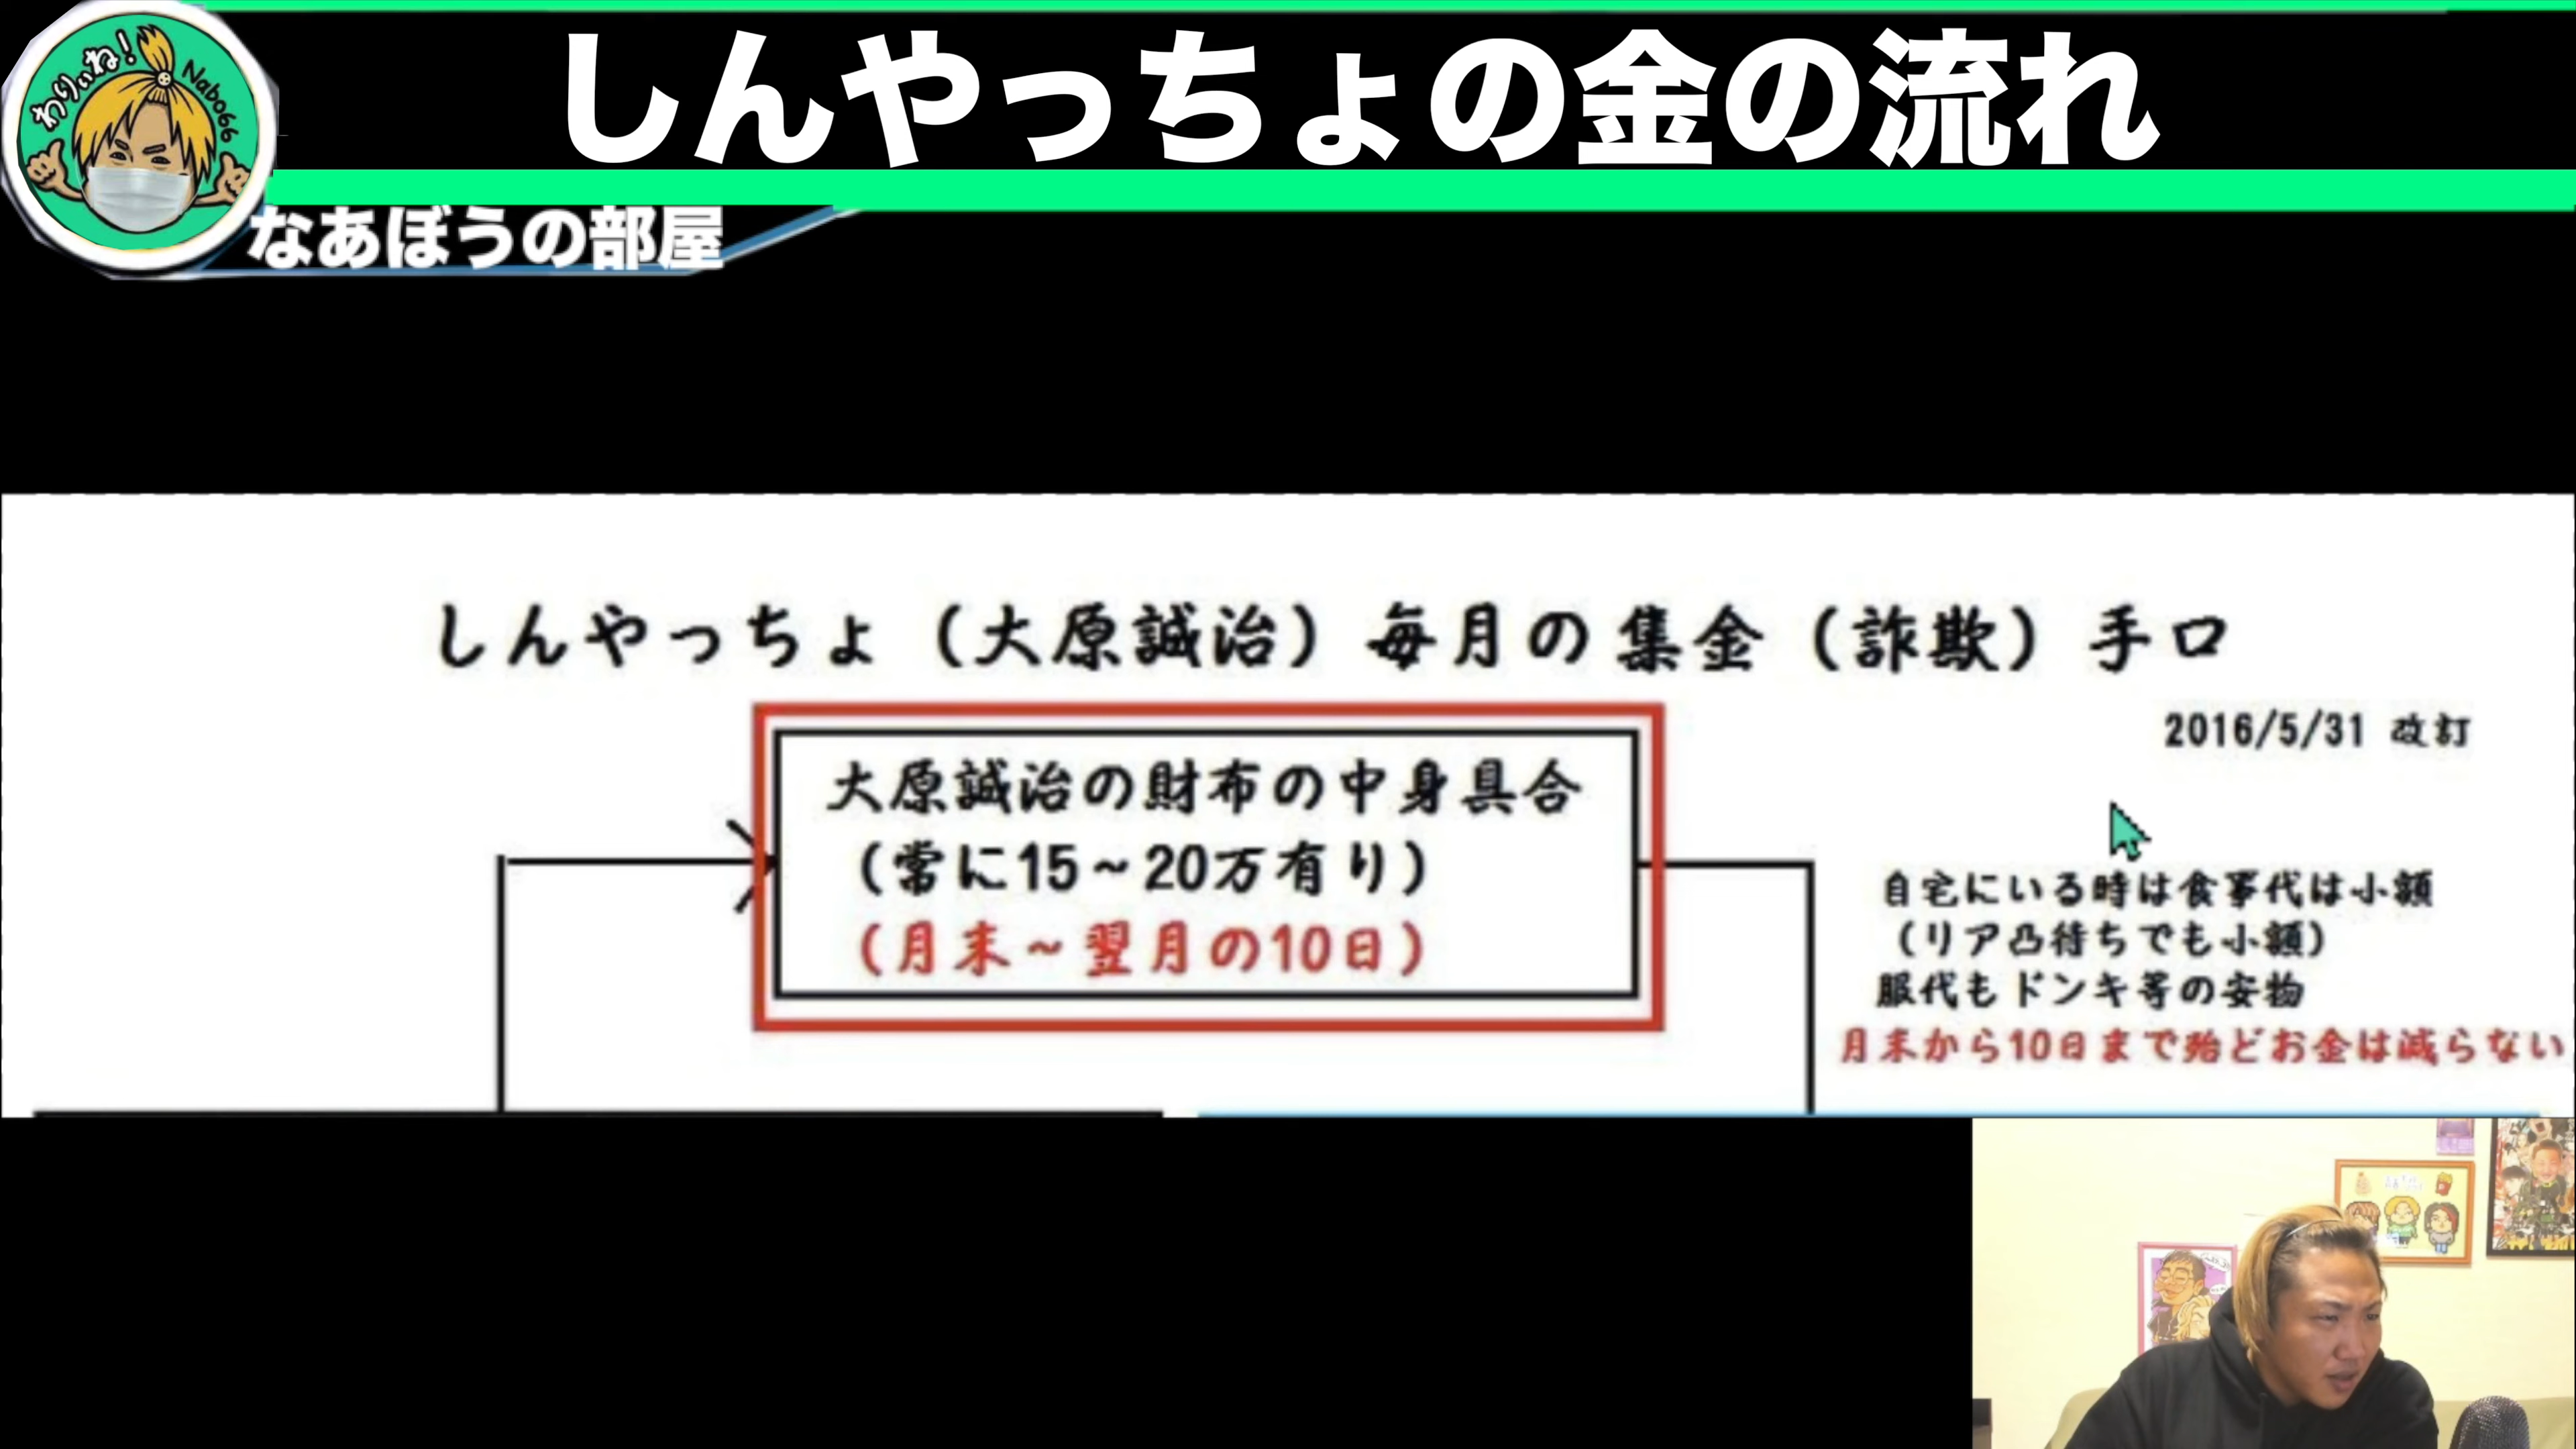 しんやっちょの金の流れ
わりぃね!
Nabo66
なあぼうの部屋
しんやっちょ（大原誠治）毎月の集金（詐欺）手口
2016/5/31 改訂
大原誠治の財布の中身具合
（常に15～20万有り）
（月末～翌月の10日）
自宅にいる時は食事代は小額
（リア凸待ちでも小額）
服代もドンキ等の安物
月末から10日まで殆どお金は減らない